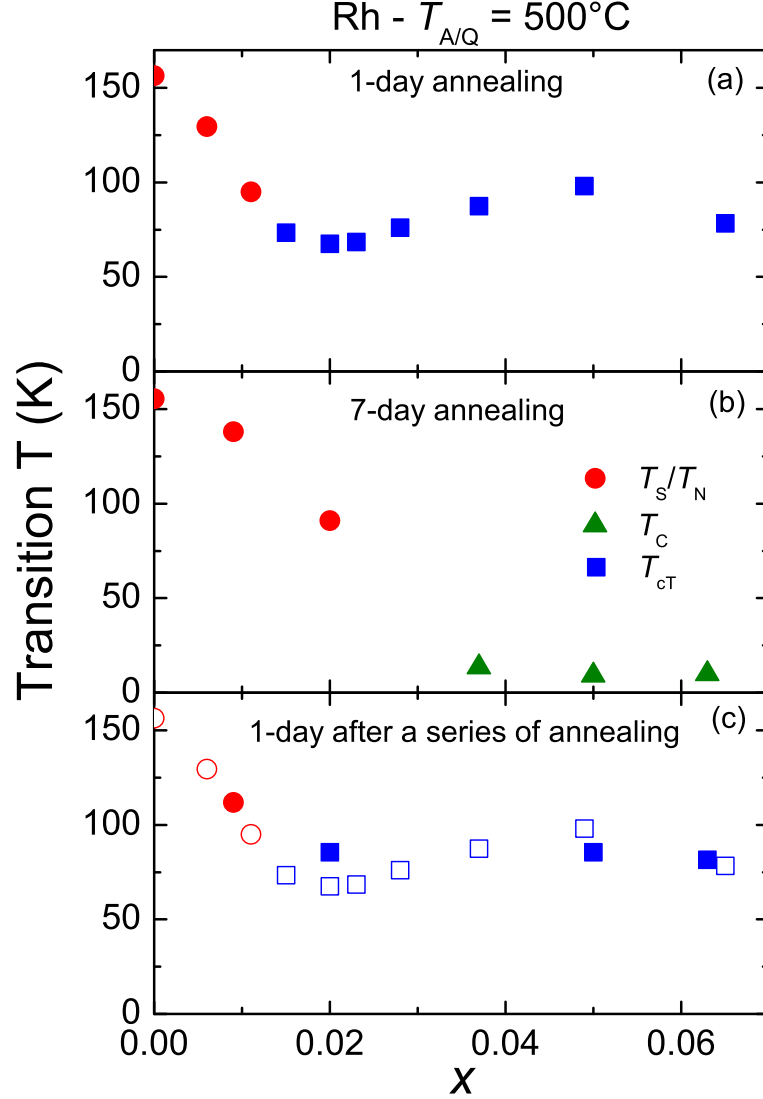 Rh - T_A/Q = 500°C
1-day annealing
(a)
150
100
50
0
7-day annealing
(b)
150
100
50
0
T_S/T_N
T_C
T_cT
1-day after a series of annealing
(c)
150
100
50
0
0.00 0.02 0.04 0.06
x
Transition T (K)